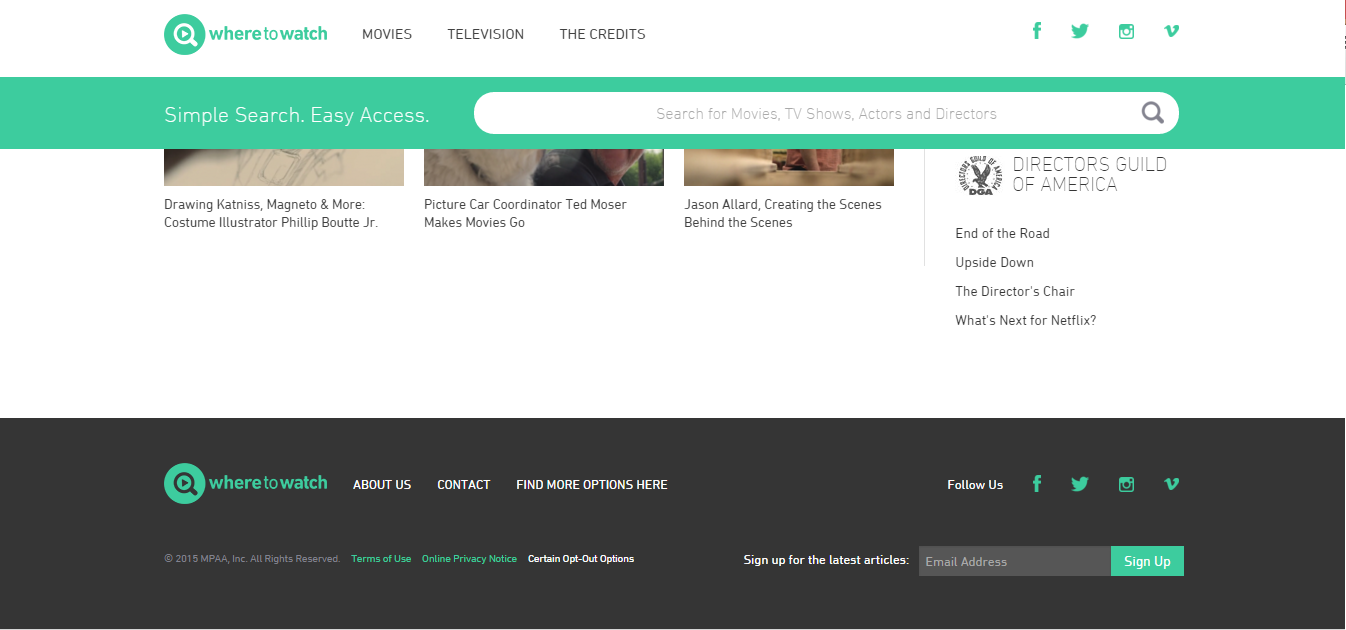 wheretowatch
MOVIES
TELEVISION
THE CREDITS
Simple Search. Easy Access.
Search for Movies, TV Shows, Actors and Directors
Drawing Katniss, Magneto & More:
Costume Illustrator Phillip Boutte Jr.
Picture Car Coordinator Ted Moser
Makes Movies Go
Jason Allard, Creating the Scenes
Behind the Scenes
DIRECTORS GUILD OF AMERICA
DGA
DIRECTORS GUILD
OF AMERICA
End of the Road
Upside Down
The Director's Chair
What's Next for Netflix?
wheretowatch
ABOUT US
CONTACT
FIND MORE OPTIONS HERE
Follow Us
© 2015 MPAA, Inc. All Rights Reserved.
Terms of Use
Online Privacy Notice
Certain Opt-Out Options
Sign up for the latest articles:
Email Address
Sign Up